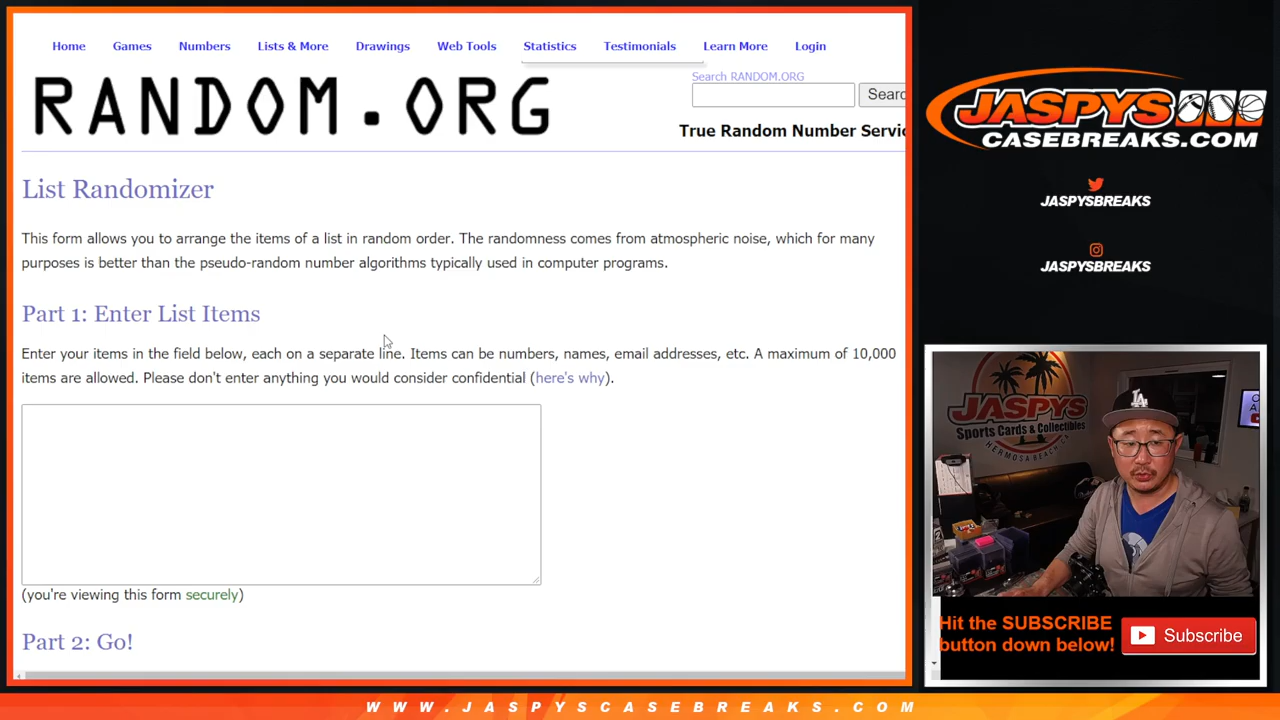 Home Games Numbers Lists & More Drawings Web Tools Statistics Testimonials Learn More Login
RANDOM.ORG
Search RANDOM.ORG
Searc
True Random Number Servic
List Randomizer
This form allows you to arrange the items of a list in random order. The randomness comes from atmospheric noise, which for many
purposes is better than the pseudo-random number algorithms typically used in computer programs.
Part 1: Enter List Items
Enter your items in the field below, each on a separate line. Items can be numbers, names, email addresses, etc. A maximum of 10,000
items are allowed. Please don't enter anything you would consider confidential (here's why).
(you're viewing this form securely)
Part 2: Go!
JASPYS
CASEBREAKS.COM
JASPYSBREAKS
JASPYSBREAKS
JASPYS
Sports Cards & Collectibles
HERMOSA BEACH, CA
LA
Hit the SUBSCRIBE
button down below!
Subscribe
WWW.JASPYSCASEBREAKS.COM